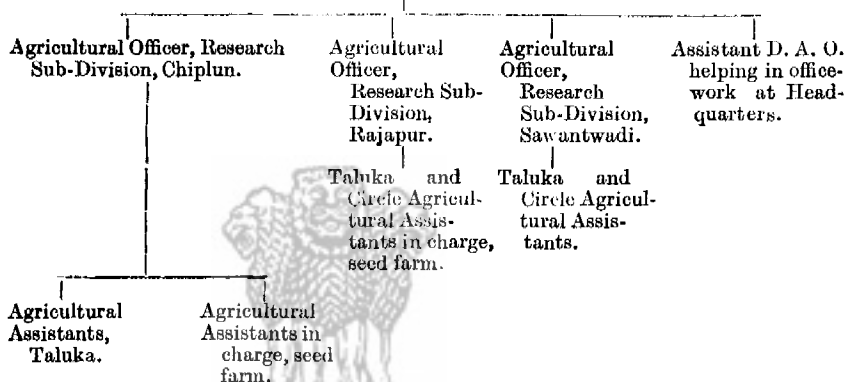 Agricultural Officer, Research
Sub-Division, Chiplun.
Agricultural
Officer,
Research Sub-
Division,
Rajapur.
Agricultural
Officer,
Research
Sub-Division,
Sawantwadi.
Assistant D. A. O.
helping in office-
work at Head-
quarters.
Taluka and
Circle Agricul-
tural Assis-
tants in charge,
seed farm.
Taluka and
Circle Agricul-
tural Assis-
tants.
Agricultural
Assistants,
Taluka.
Agricultural
Assistants in
charge, seed
farm.